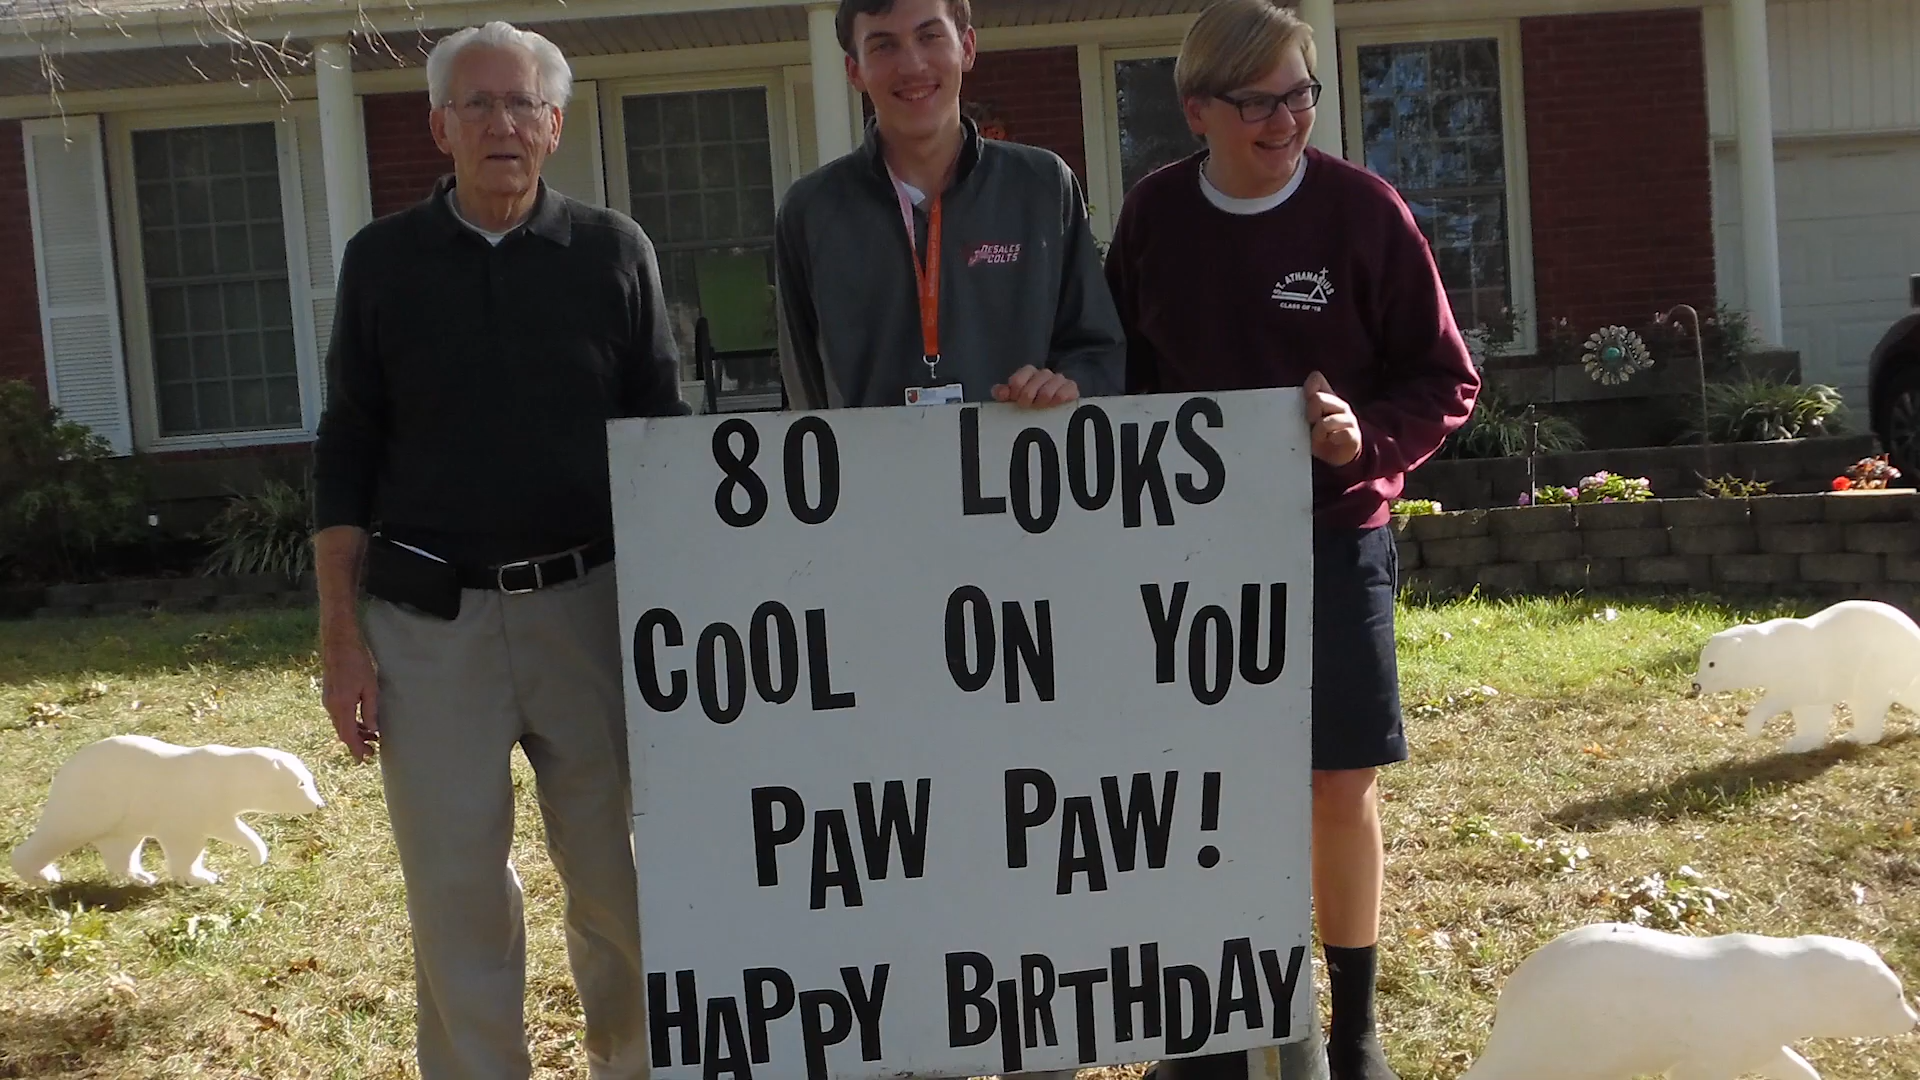 DESALES
COLTS
ST. ATHANASIUS
CLASS OF '18
80 LOOKS
COOL ON YOU
PAW PAW!
HAPPY BIRTHDAY